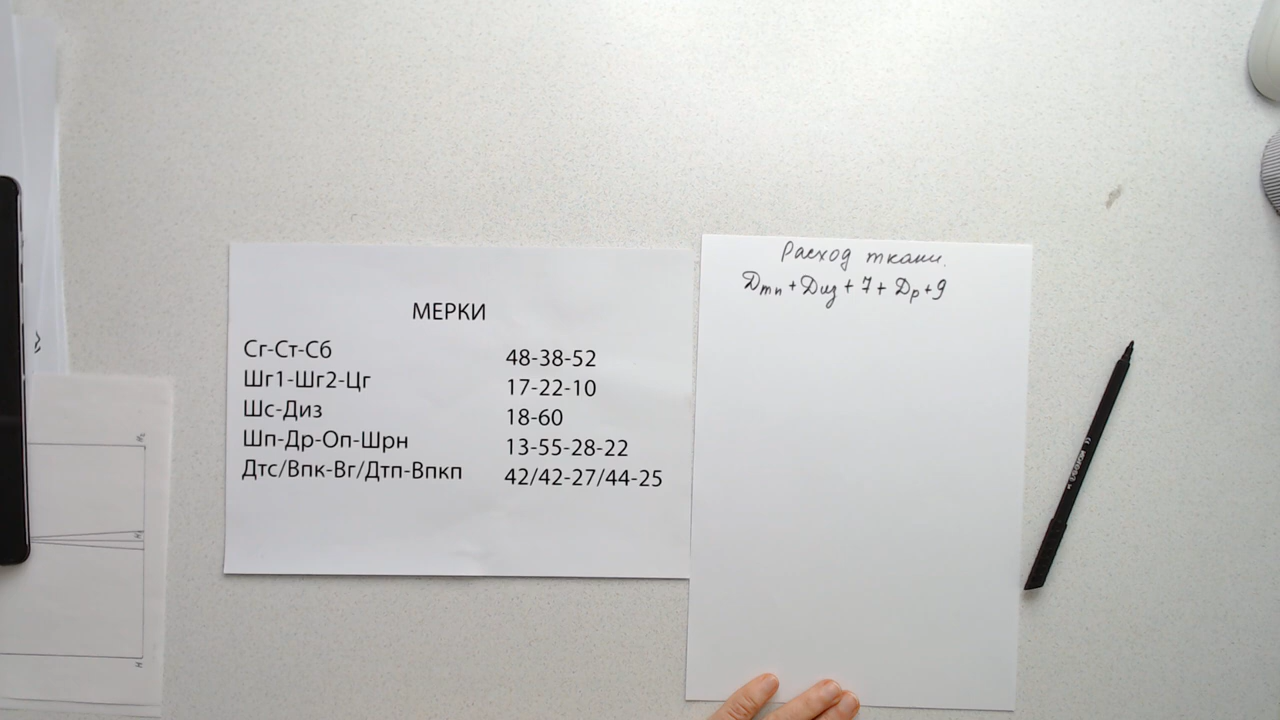 МЕРКИ
Сг-Ст-Сб 48-38-52
Шг1-Шг2-Цг 17-22-10
Шс-Диз 18-60
Шп-Др-Оп-Шрн 13-55-28-22
Дтс/Впк-Вг/Дтп-Впкп 42/42-27/44-25
Расход ткани.
Дтп + Диз + 7 + Др + 9